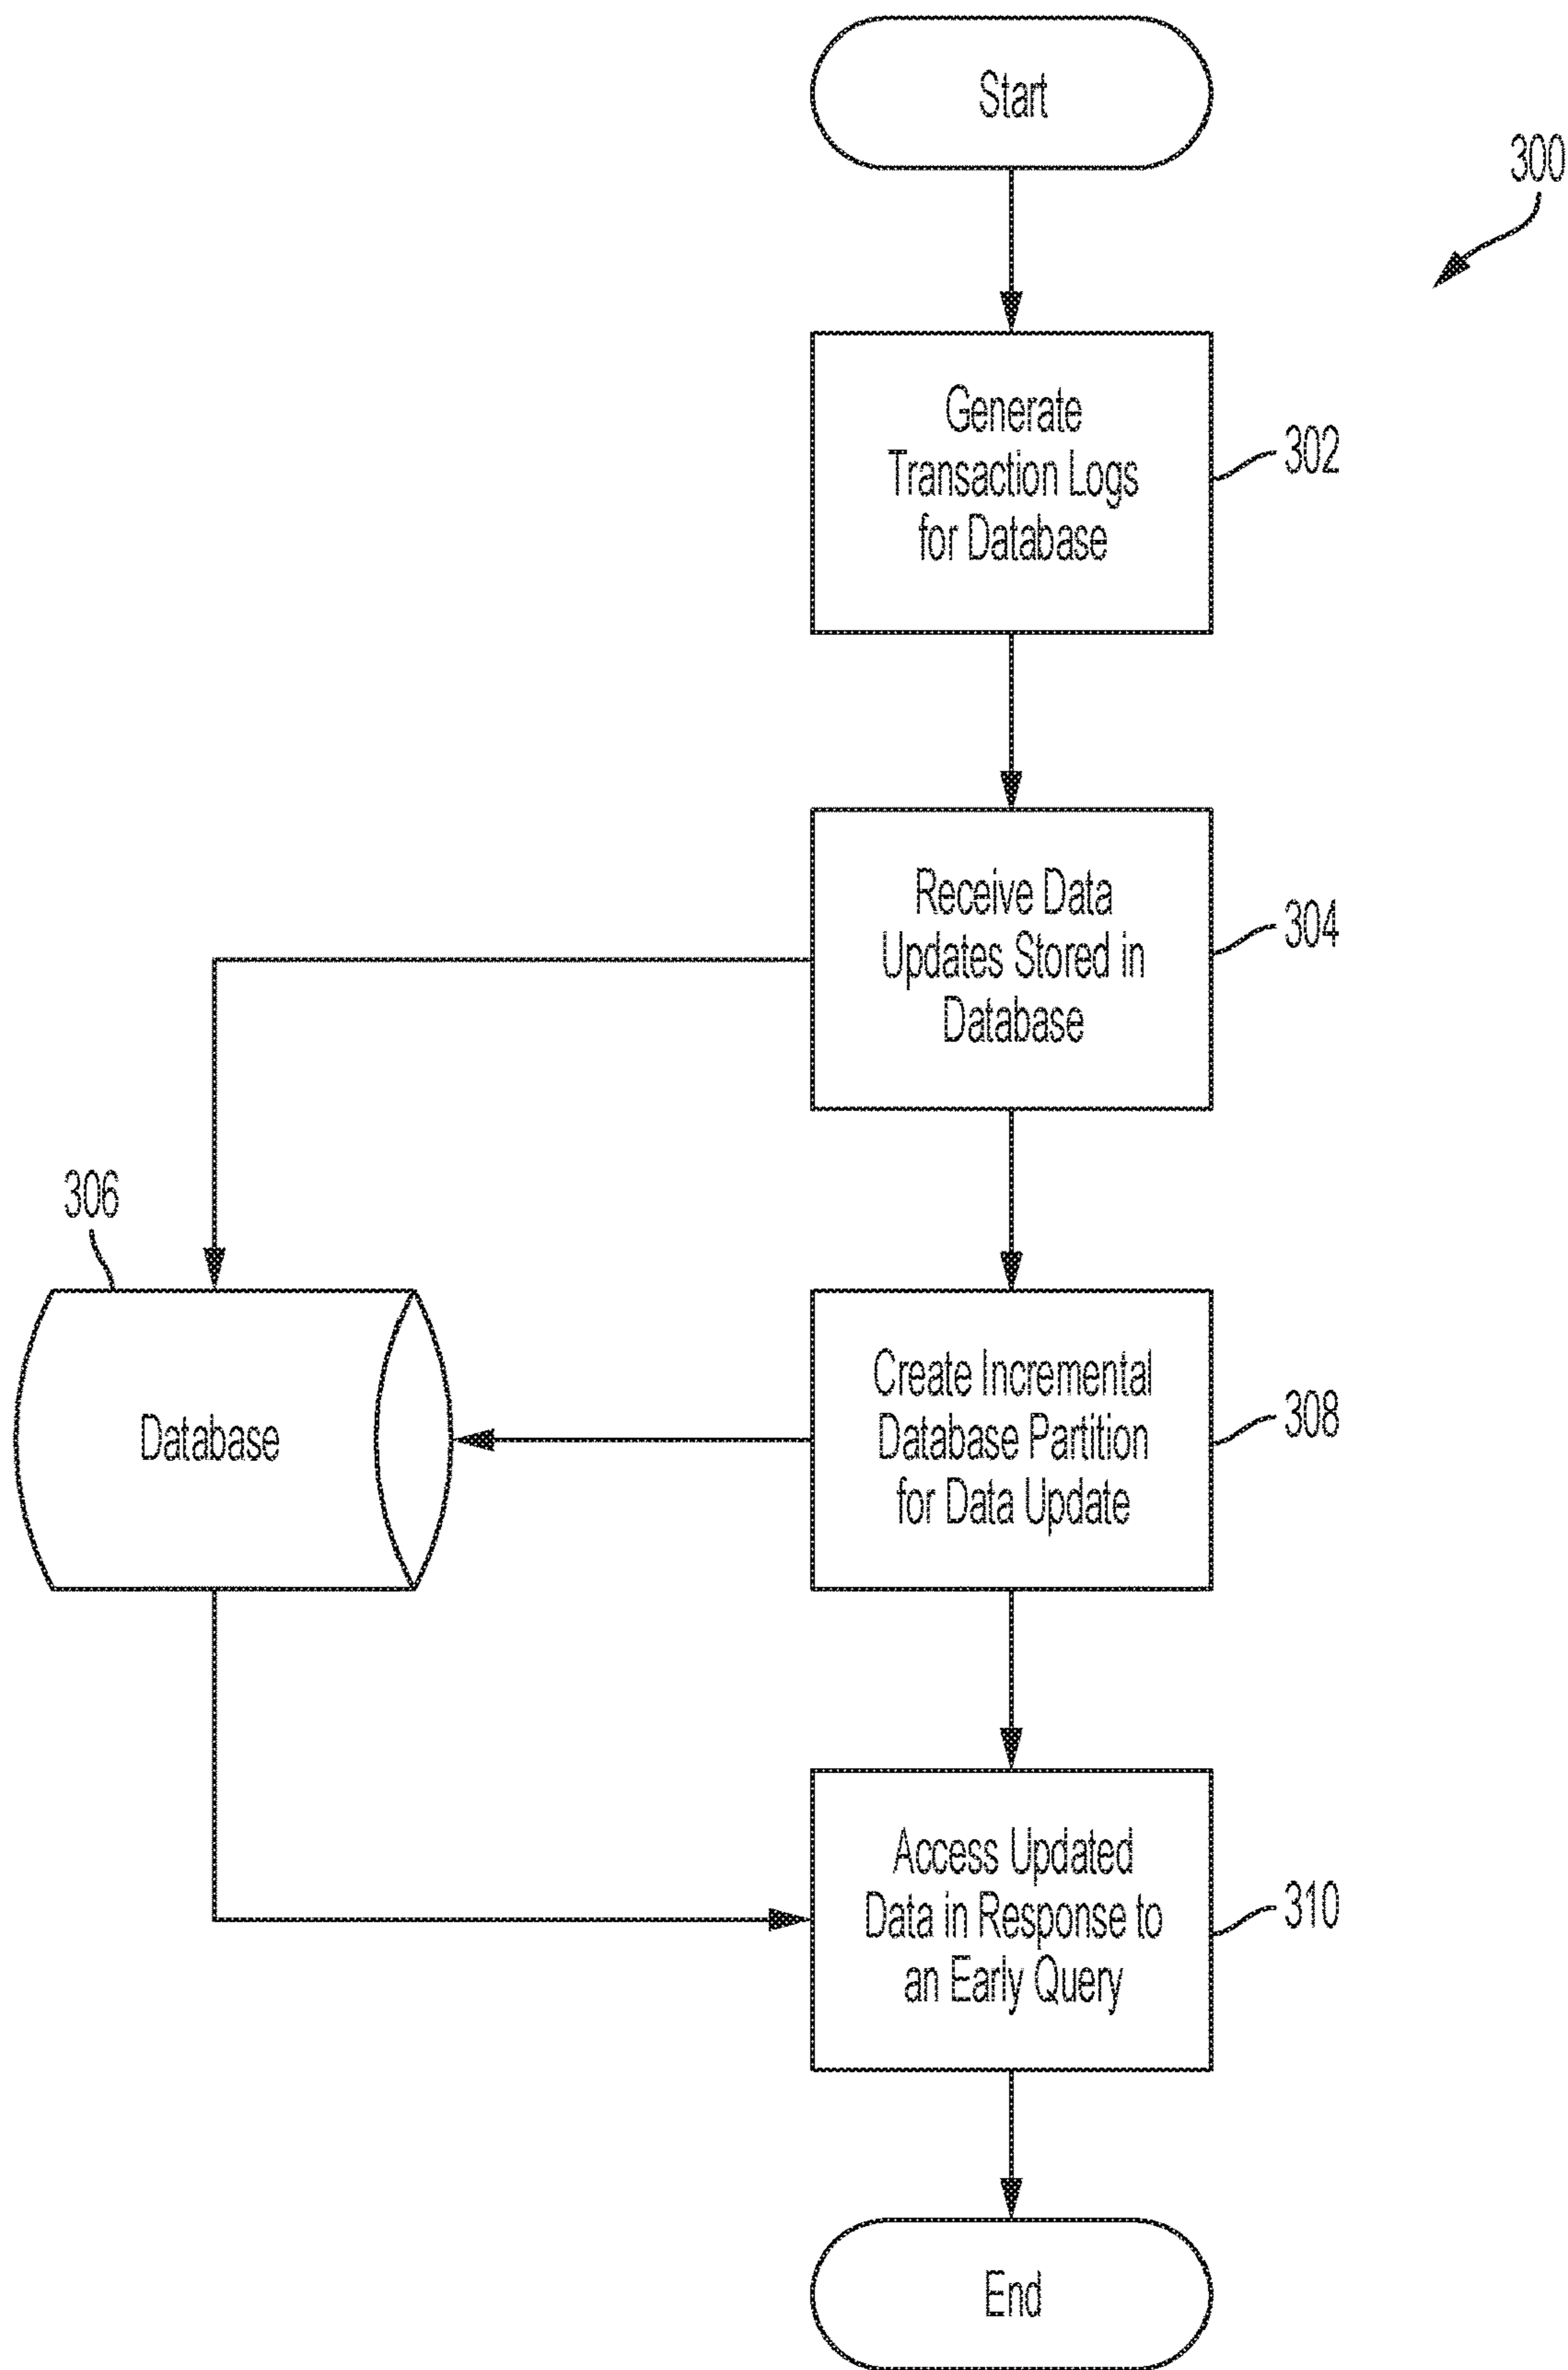 Start
300
Generate
Transaction Logs
for Database
302
Receive Data
Updates Stored in
Database
304
306
Database
Create Incremental
Database Partition
for Data Update
308
Access Updated
Data in Response to
an Early Query
310
End